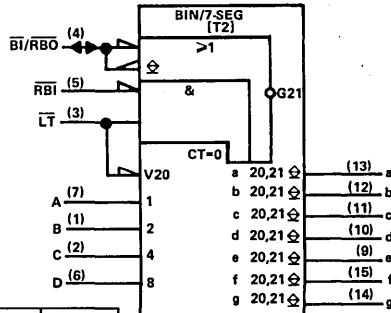 BIN/7-SEG
[T2]
BI/RBO (4)
≥1
RBI (5)
&
G21
LT (3)
CT=0
V20
a 20,21 (13) a
A (7) 1
b 20,21 (12) b
B (1) 2
c 20,21 (11) c
C (2) 4
d 20,21 (10) d
D (6) 8
e 20,21 (9) e
f 20,21 (15) f
g 20,21 (14) g